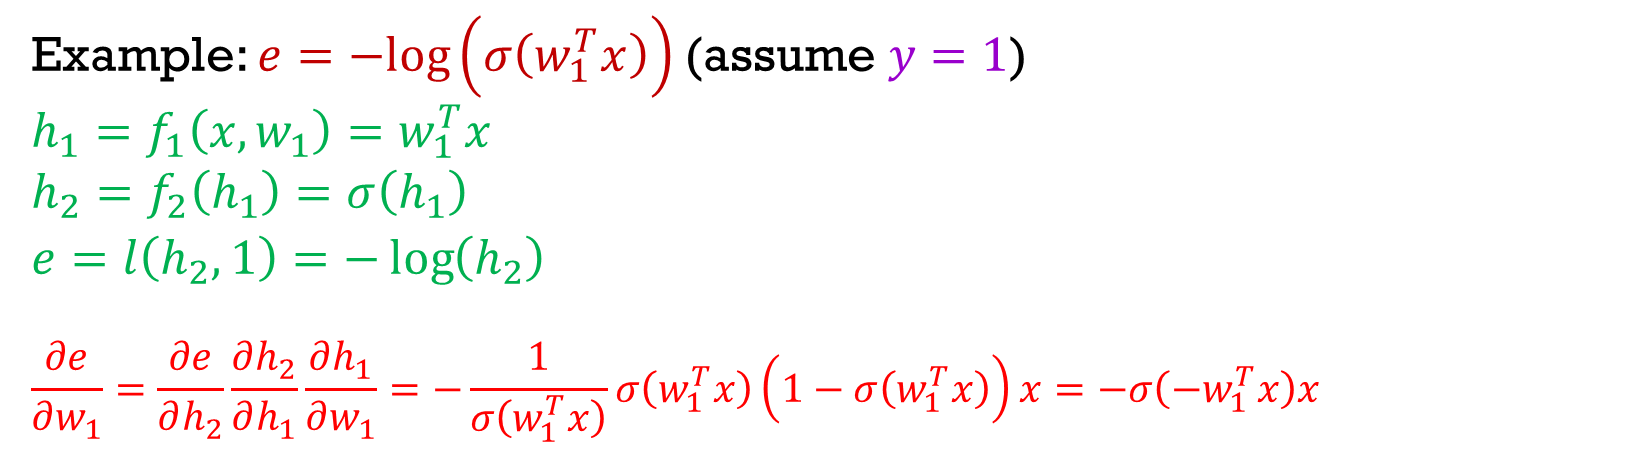 Example: e = −log(σ(w₁ᵀx)) (assume y = 1)
h₁ = f₁(x, w₁) = w₁ᵀx
h₂ = f₂(h₁) = σ(h₁)
e = l(h₂, 1) = − log(h₂)
∂e/∂w₁ = ∂e/∂h₂ ∂h₂/∂h₁ ∂h₁/∂w₁ = − 1/σ(w₁ᵀx) σ(w₁ᵀx)(1 − σ(w₁ᵀx))x = −σ(−w₁ᵀx)x